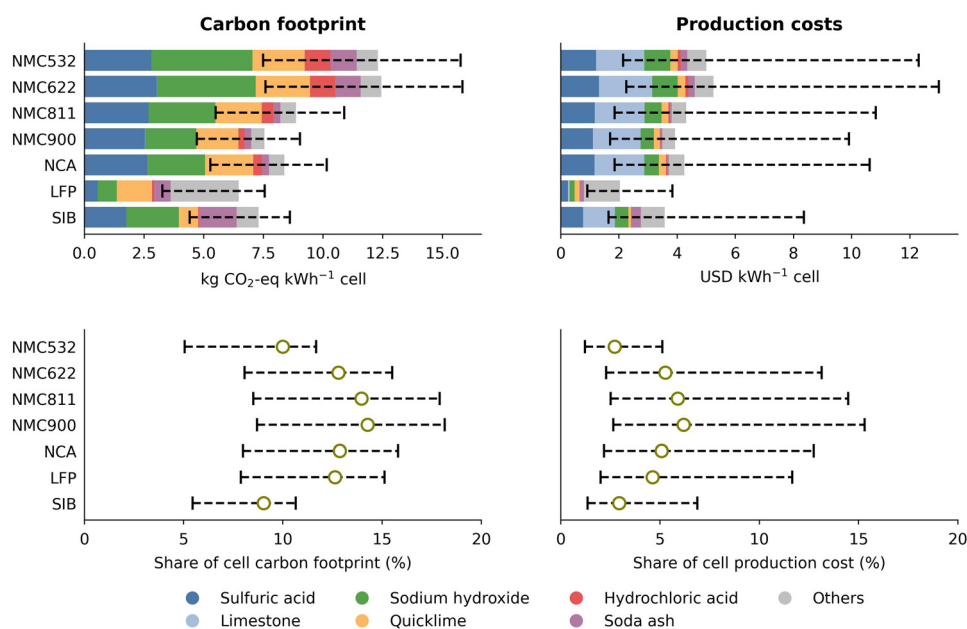 Carbon footprint
NMC532
NMC622
NMC811
NMC900
NCA
LFP
SIB
0.0 2.5 5.0 7.5 10.0 12.5 15.0
kg CO₂-eq kWh⁻¹ cell
Production costs
0 2 4 6 8 10 12
USD kWh⁻¹ cell
NMC532
NMC622
NMC811
NMC900
NCA
LFP
SIB
0 5 10 15 20
Share of cell carbon footprint (%)
0 5 10 15 20
Share of cell production cost (%)
Sulfuric acid Sodium hydroxide Hydrochloric acid Others
Limestone Quicklime Soda ash